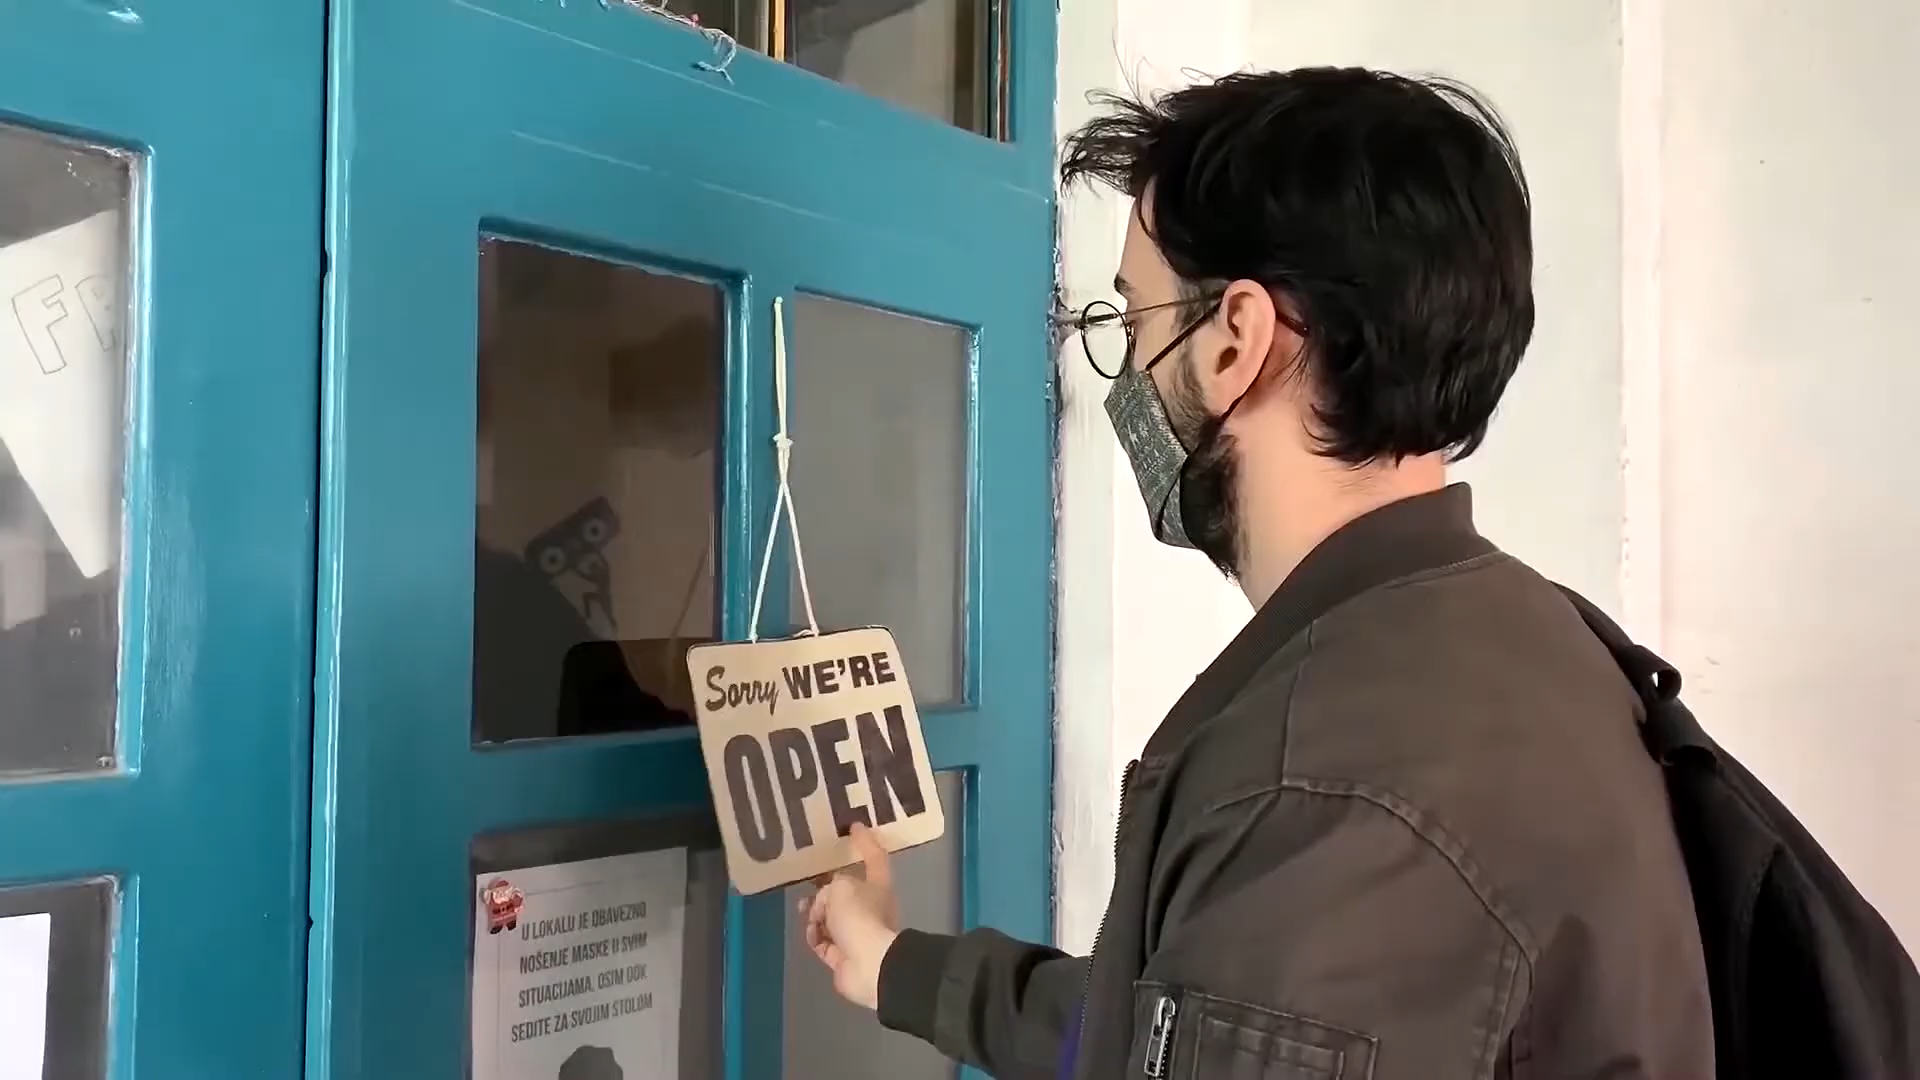 Sorry WE'RE
OPEN
U LOKALU JE OBAVEZNO
NOŠENJE MASKE U SVIM
SITUACIJAMA, OSIM DOK
SEDITE ZA SVOJIM STOLOM